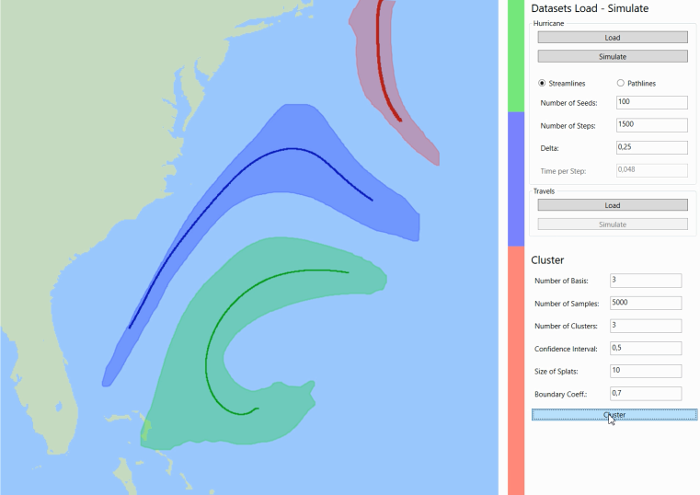 Datasets Load - Simulate
Hurricane
Load
Simulate
Streamlines Pathlines
Number of Seeds: 100
Number of Steps: 1500
Delta: 0,25
Time per Step: 0,048
Travels
Load
Simulate
Cluster
Number of Basis: 3
Number of Samples: 5000
Number of Clusters: 3
Confidence Interval: 0,5
Size of Splats: 10
Boundary Coeff.: 0,7
Cluster